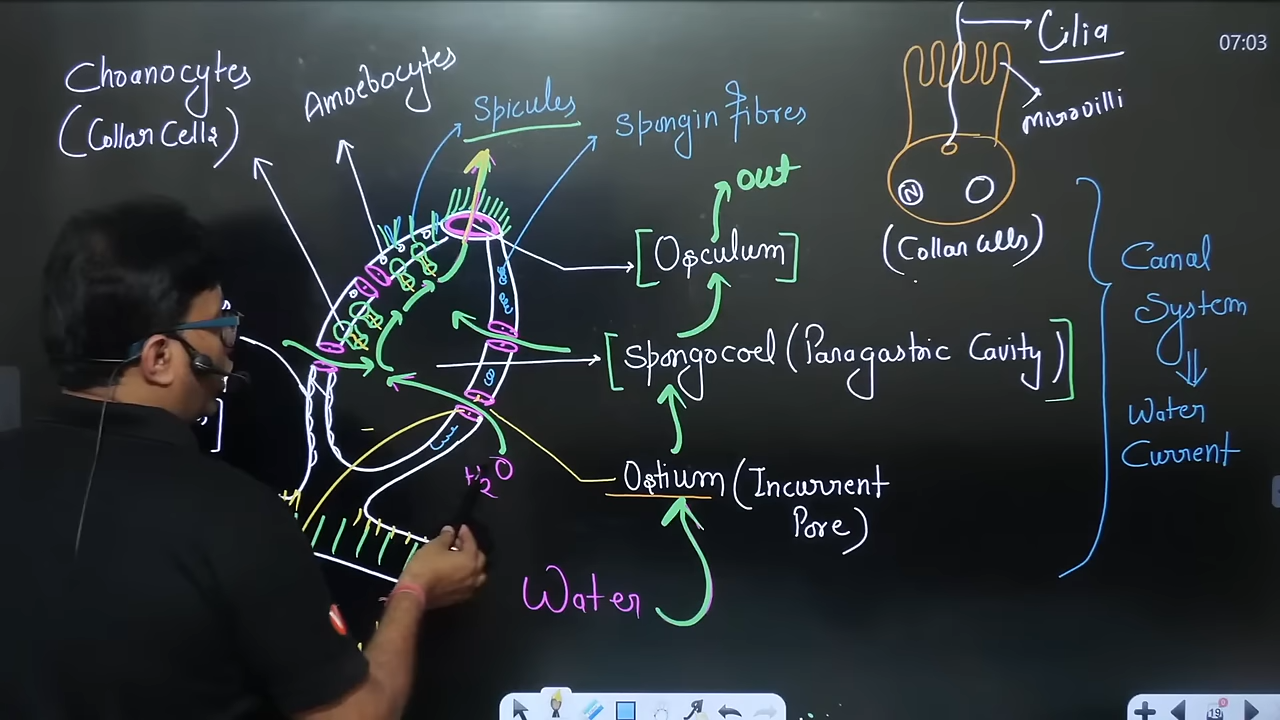 Cilia
07:03
Choanocytes
(Collar Cells)
Amoebocytes
Spicules
Spongin fibres
Microvilli
out
N
(Collar cells)
[Osculum]
Canal
System
[Spongocoel (Paragastric Cavity)]
Water
Current
H2O
Ostium (Incurrent
Pore)
Water
19